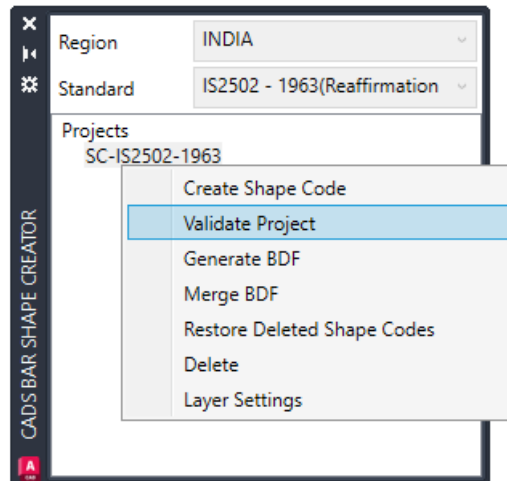 Region INDIA
Standard IS2502 - 1963(Reaffirmation
Projects
SC-IS2502-1963
Create Shape Code
Validate Project
Generate BDF
Merge BDF
Restore Deleted Shape Codes
Delete
Layer Settings
CADS BAR SHAPE CREATOR
A
CAD